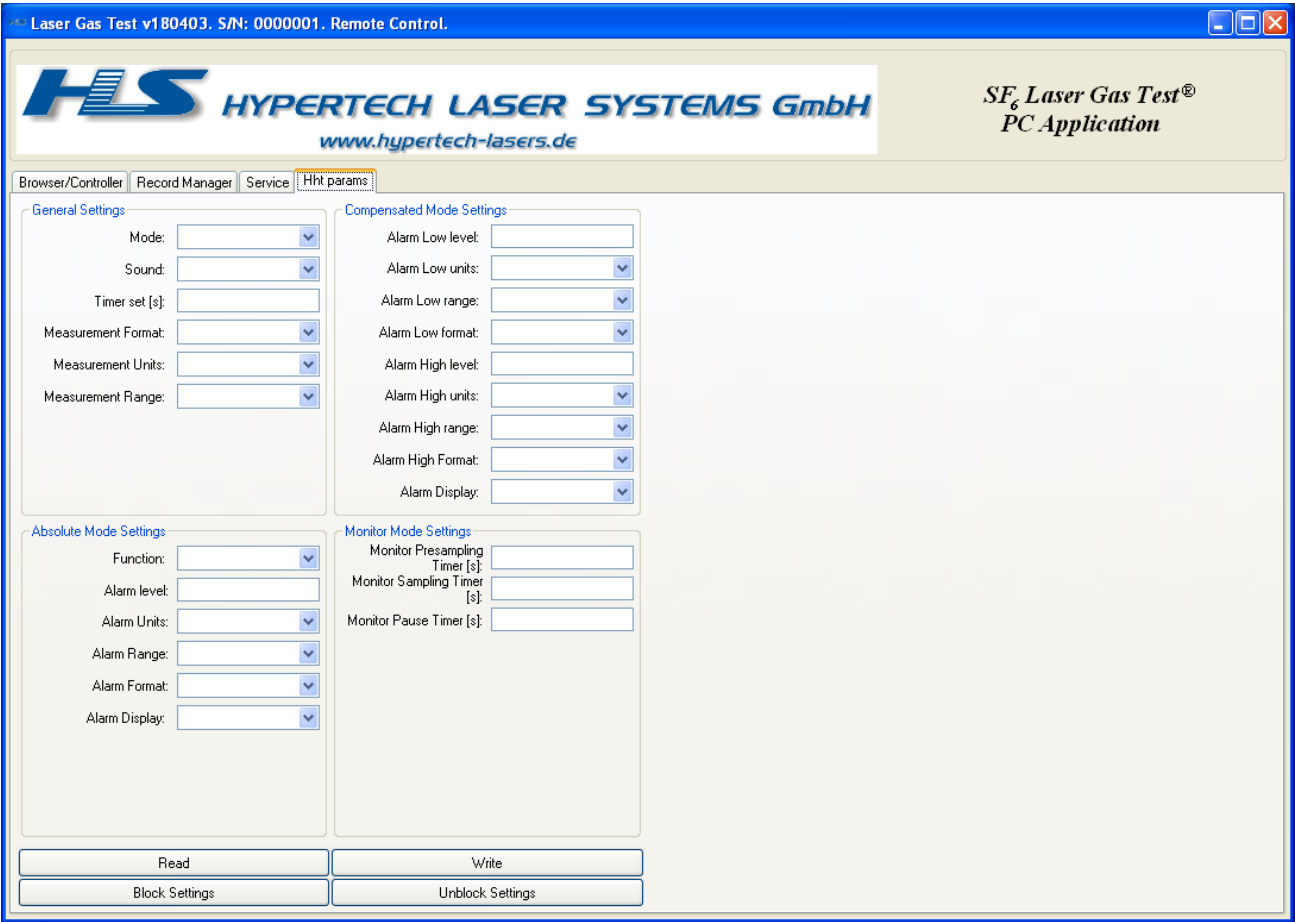 HLS Laser Gas Test v180403. S/N: 0000001. Remote Control.
HLS HYPERTECH LASER SYSTEMS GmbH
www.hypertech-lasers.de
SF6 Laser Gas Test®
PC Application
Browser/Controller Record Manager Service Hht params
General Settings
Mode:
Sound:
Timer set [s]:
Measurement Format:
Measurement Units:
Measurement Range:
Compensated Mode Settings
Alarm Low level:
Alarm Low units:
Alarm Low range:
Alarm Low format:
Alarm High level:
Alarm High units:
Alarm High range:
Alarm High Format:
Alarm Display:
Absolute Mode Settings
Function:
Alarm level:
Alarm Units:
Alarm Range:
Alarm Format:
Alarm Display:
Monitor Mode Settings
Monitor Presampling
Timer [s]:
Monitor Sampling Timer
[s]:
Monitor Pause Timer [s]:
Read Write
Block Settings Unblock Settings